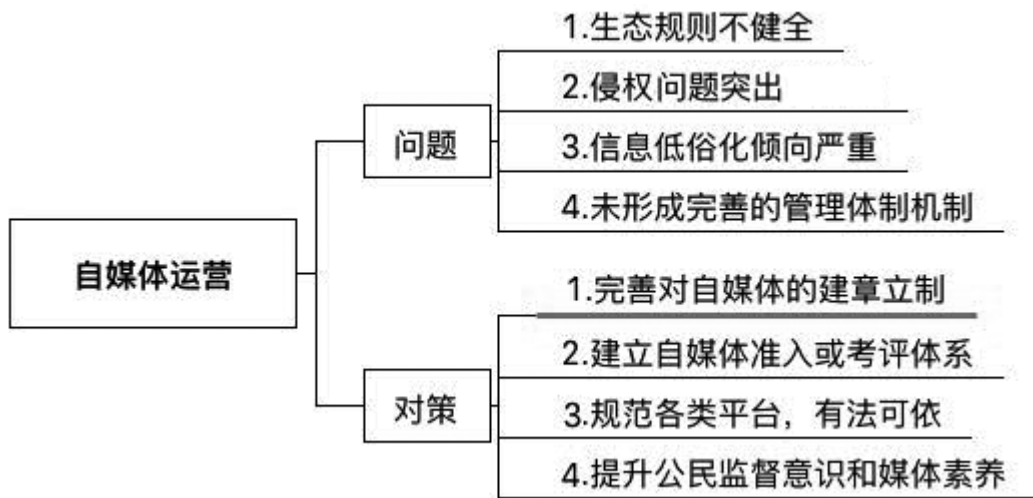 自媒体运营
问题
1.生态规则不健全
2.侵权问题突出
3.信息低俗化倾向严重
4.未形成完善的管理体制机制
对策
1.完善对自媒体的建章立制
2.建立自媒体准入或考评体系
3.规范各类平台，有法可依
4.提升公民监督意识和媒体素养